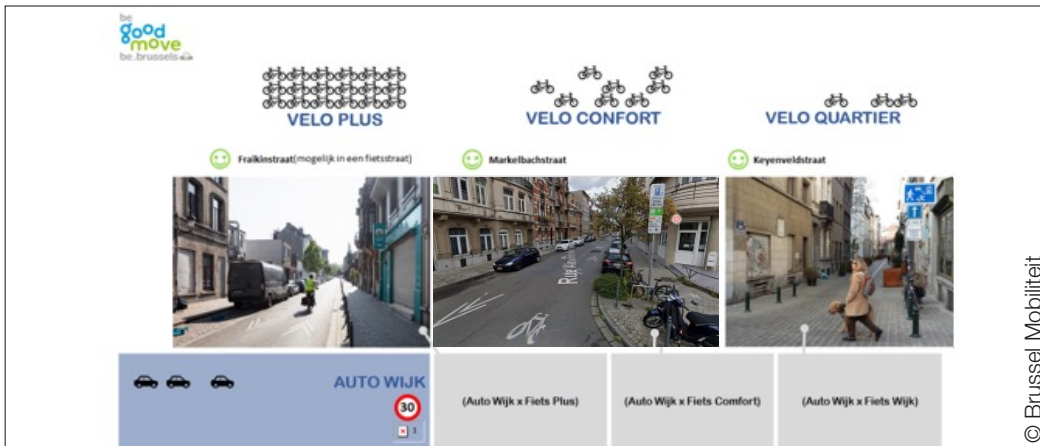 be
good
move
be.brussels
VELO PLUS
VELO CONFORT
VELO QUARTIER
Fraikinstraat(mogelijk in een fietsstraat)
Markelbachstraat
Keyenveldstraat
AUTO WIJK
30
(Auto Wijk x Fiets Plus)
(Auto Wijk x Fiets Comfort)
(Auto Wijk x Fiets Wijk)
© Brussel Mobiliteit